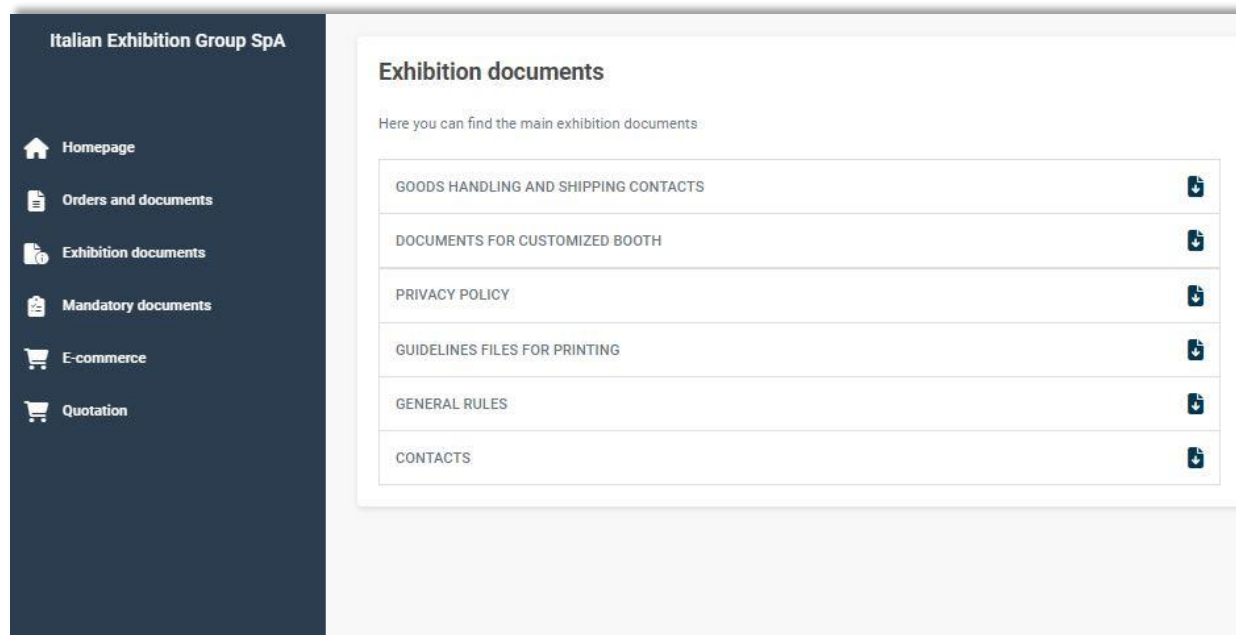 Italian Exhibition Group SpA
Homepage
Orders and documents
Exhibition documents
Mandatory documents
E-commerce
Quotation
Exhibition documents
Here you can find the main exhibition documents
GOODS HANDLING AND SHIPPING CONTACTS
DOCUMENTS FOR CUSTOMIZED BOOTH
PRIVACY POLICY
GUIDELINES FILES FOR PRINTING
GENERAL RULES
CONTACTS